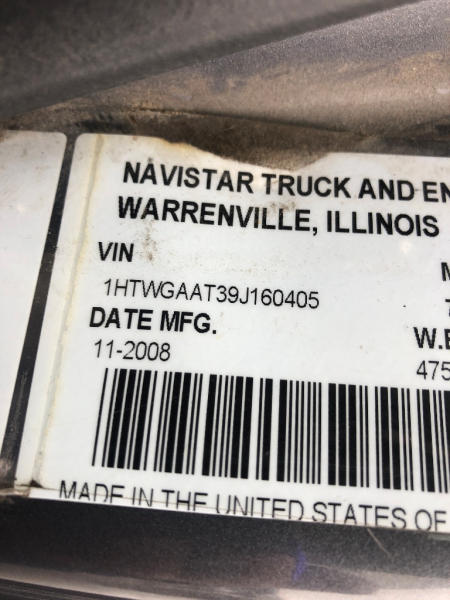 NAVISTAR TRUCK AND EN
WARRENVILLE, ILLINOIS
VIN
1HTWGAAT39J160405
DATE MFG.
11-2008
W.B
475
MADE IN THE UNITED STATES OF